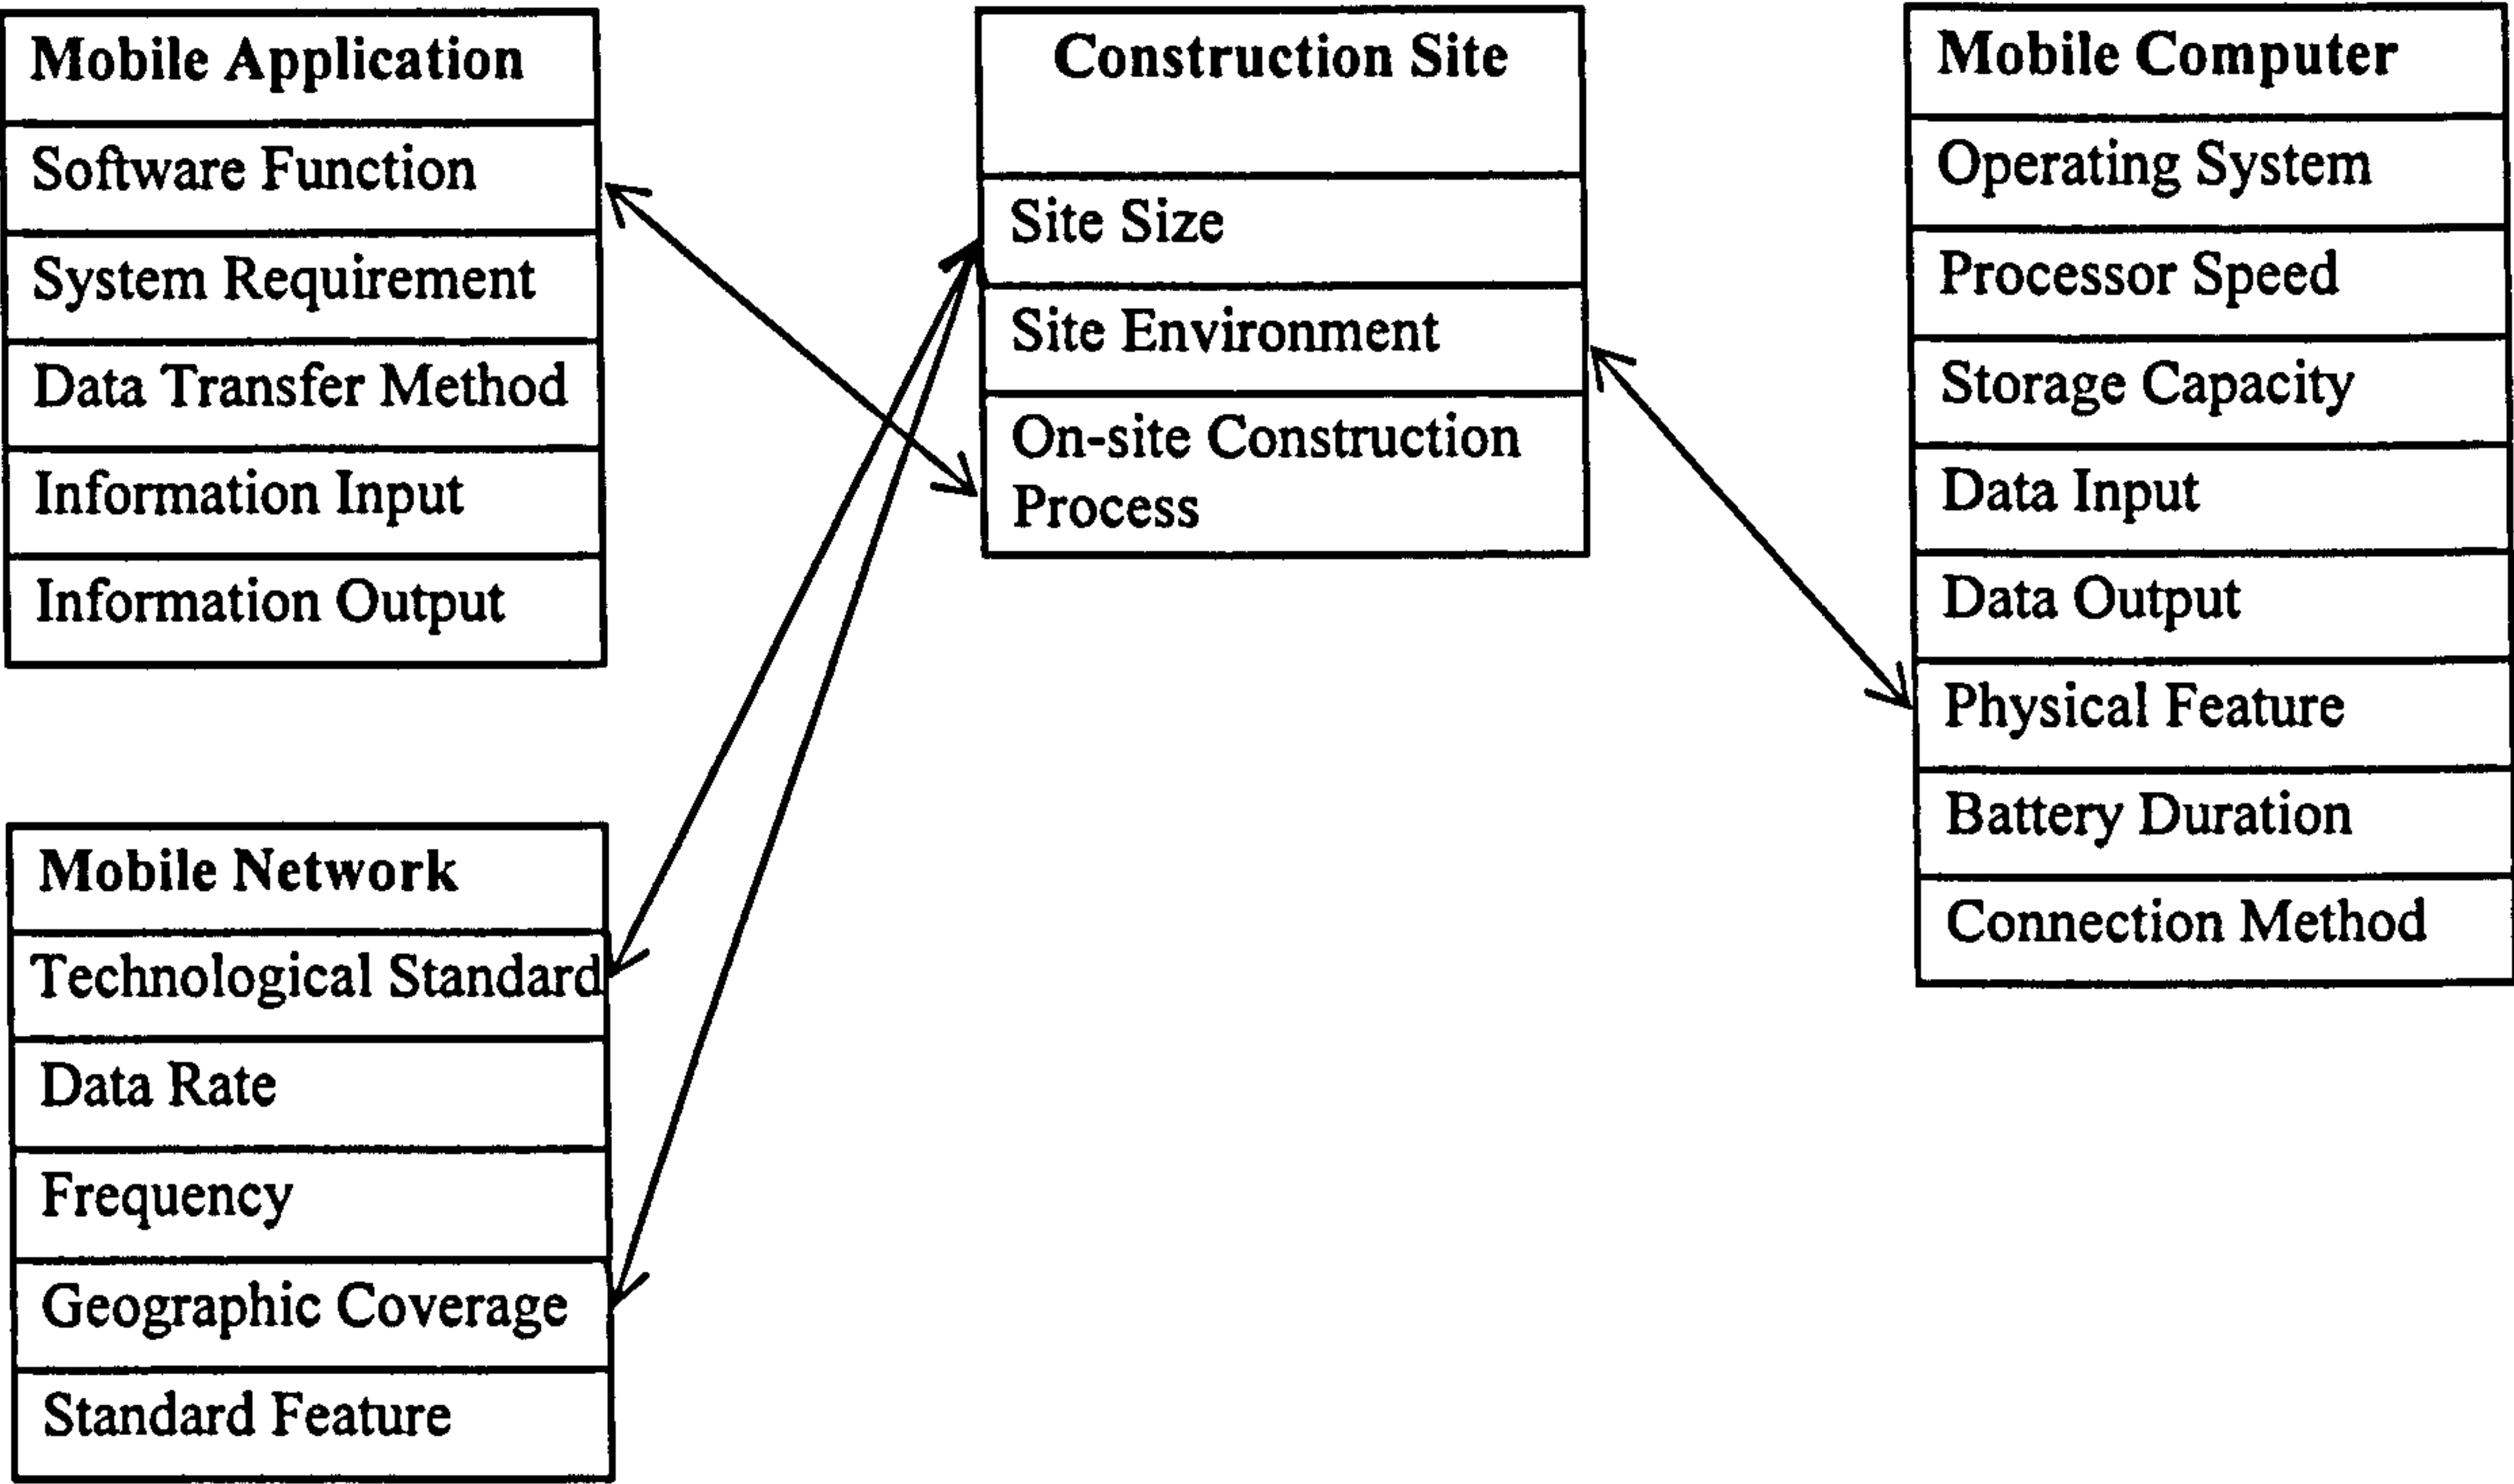 Mobile Application
Software Function
System Requirement
Data Transfer Method
Information Input
Information Output
Construction Site
Site Size
Site Environment
On-site Construction
Process
Mobile Computer
Operating System
Processor Speed
Storage Capacity
Data Input
Data Output
Physical Feature
Battery Duration
Connection Method
Mobile Network
Technological Standard
Data Rate
Frequency
Geographic Coverage
Standard Feature